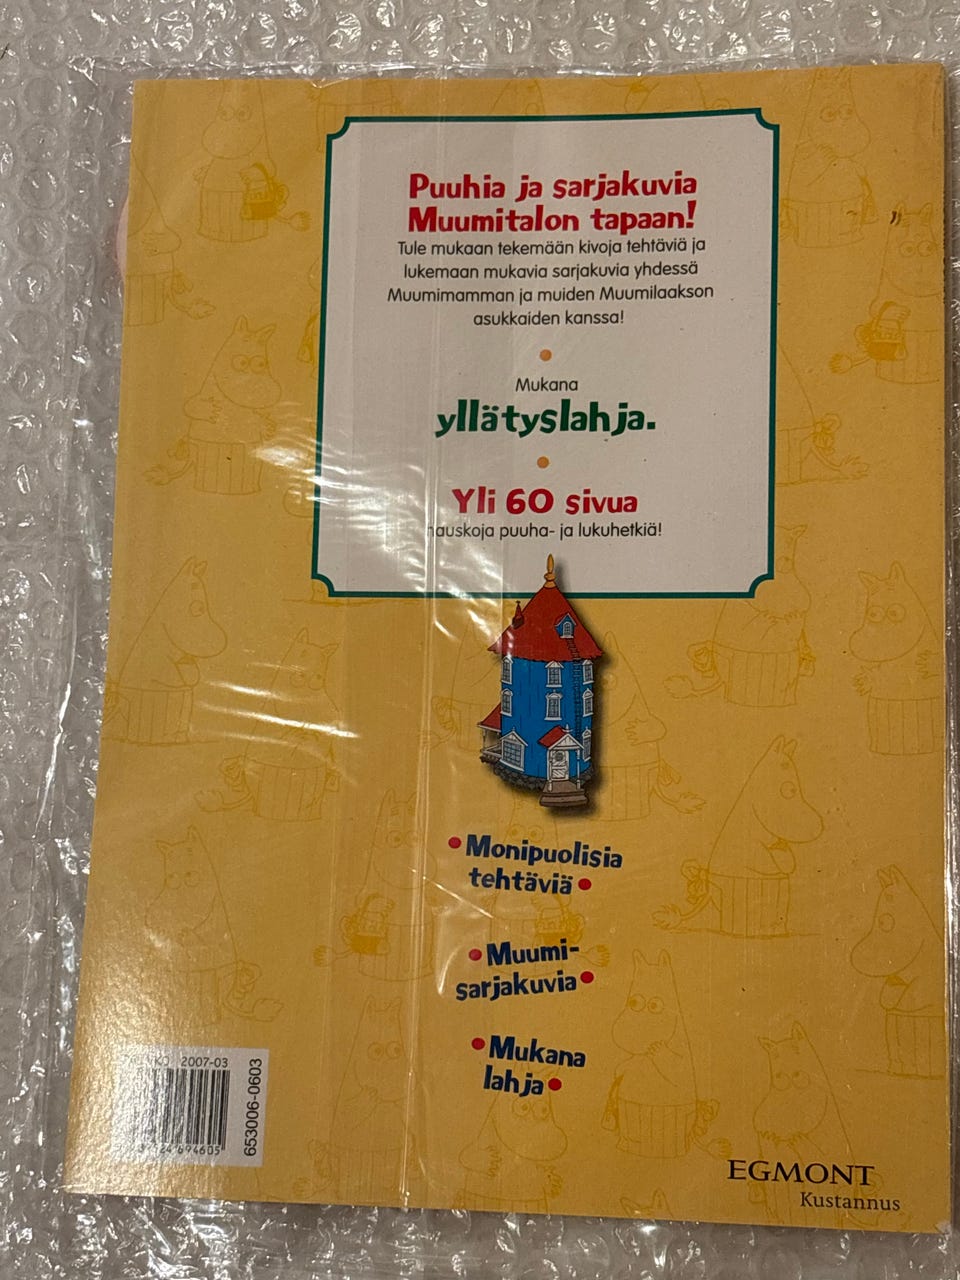 Puuhia ja sarjakuvia
Muumitalon tapaan!
Tule mukaan tekemään kivoja tehtäviä ja
lukemaan mukavia sarjakuvia yhdessä
Muumimamman ja muiden Muumilaakson
asukkaiden kanssa!
Mukana
yllätyslahja.
Yli 60 sivua
hauskoja puuha- ja lukuhetkiä!
• Monipuolisia
tehtäviä •
• Muumi-
sarjakuvia •
• Mukana
lahja •
2007-03
653006-0603
EGMONT
Kustannus